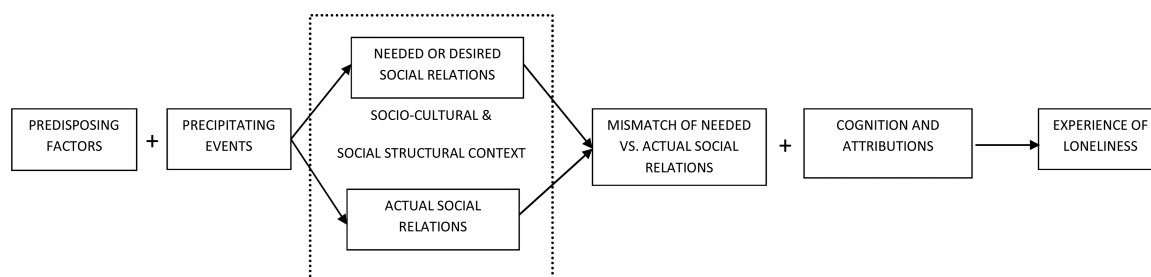 PREDISPOSING
FACTORS
+
PRECIPITATING
EVENTS
NEEDED OR DESIRED
SOCIAL RELATIONS
SOCIO-CULTURAL &
SOCIAL STRUCTURAL CONTEXT
ACTUAL SOCIAL
RELATIONS
MISMATCH OF NEEDED
VS. ACTUAL SOCIAL
RELATIONS
+
COGNITION AND
ATTRIBUTIONS
EXPERIENCE OF
LONELINESS